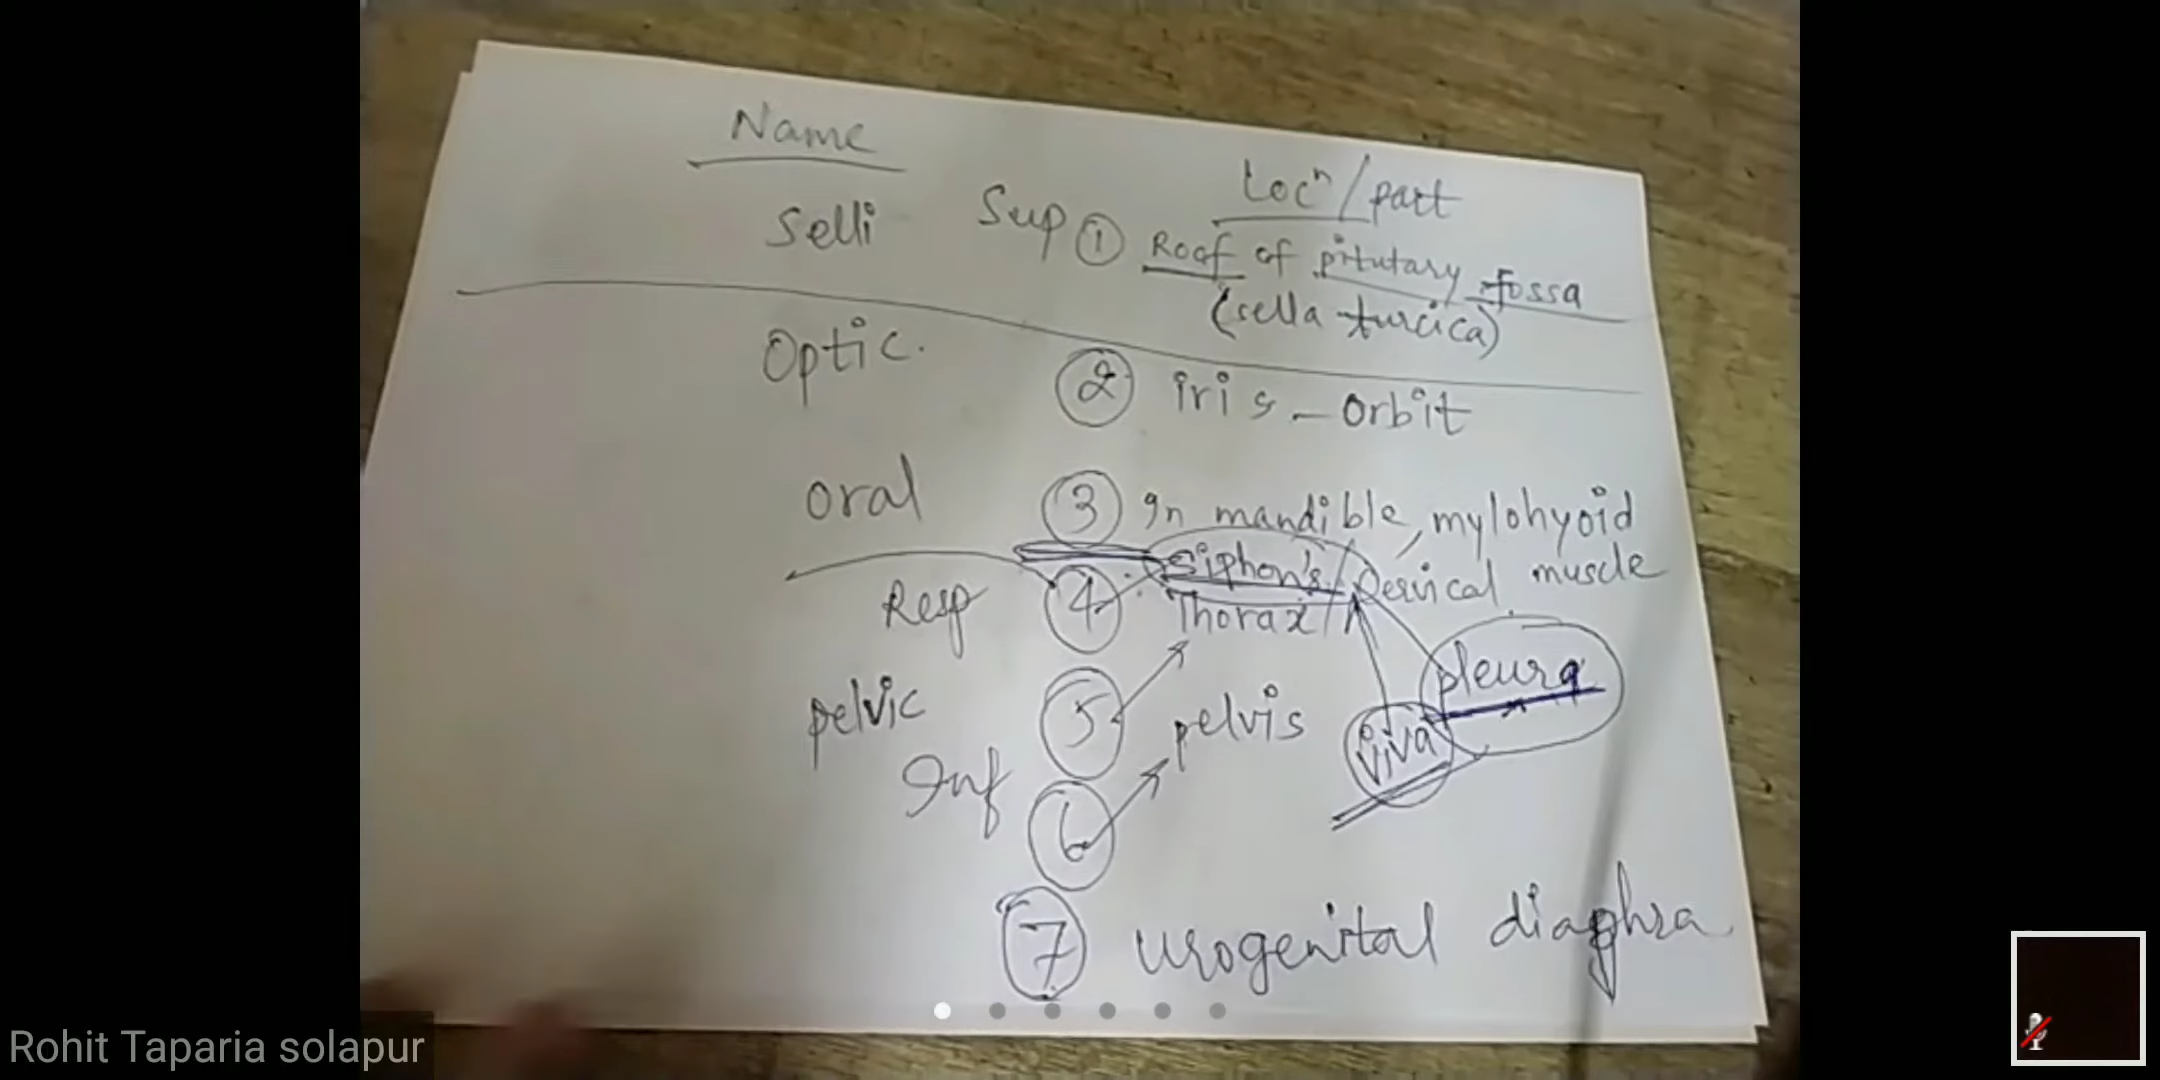 Name
Locⁿ/part
Selli Sup ① Roof of pitutary fossa
(sella turcica)
Optic. ② iris - orbit
oral ③ In mandible, mylohyoid
Siphon's / Cervical muscle
Resp ④ Thorax /
pleura
pelvic ⑤ pelvis
viva
Inf ⑥
⑦ urogenital diaphra
Rohit Taparia solapur